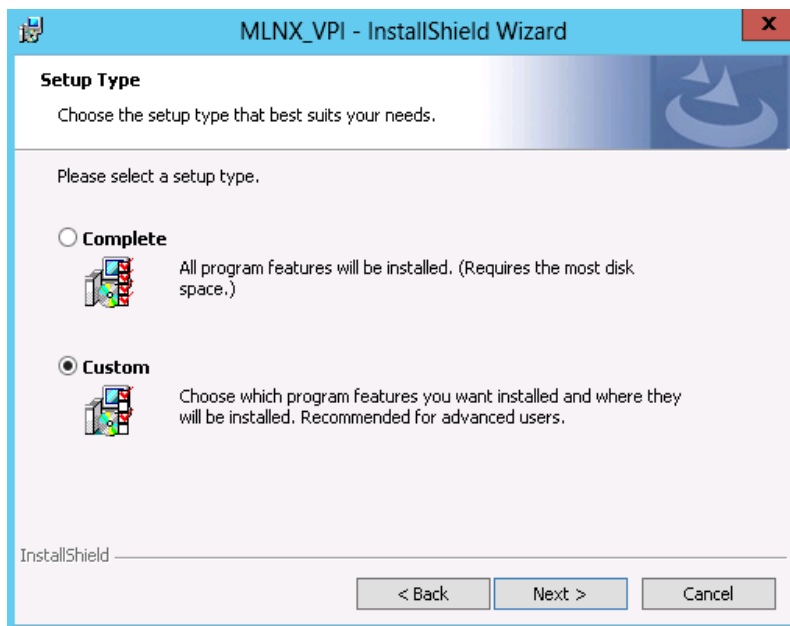 MLNX_VPI - InstallShield Wizard
x
Setup Type
Choose the setup type that best suits your needs.
Please select a setup type.
Complete
All program features will be installed. (Requires the most disk
space.)
Custom
Choose which program features you want installed and where they
will be installed. Recommended for advanced users.
InstallShield
< Back
Next >
Cancel